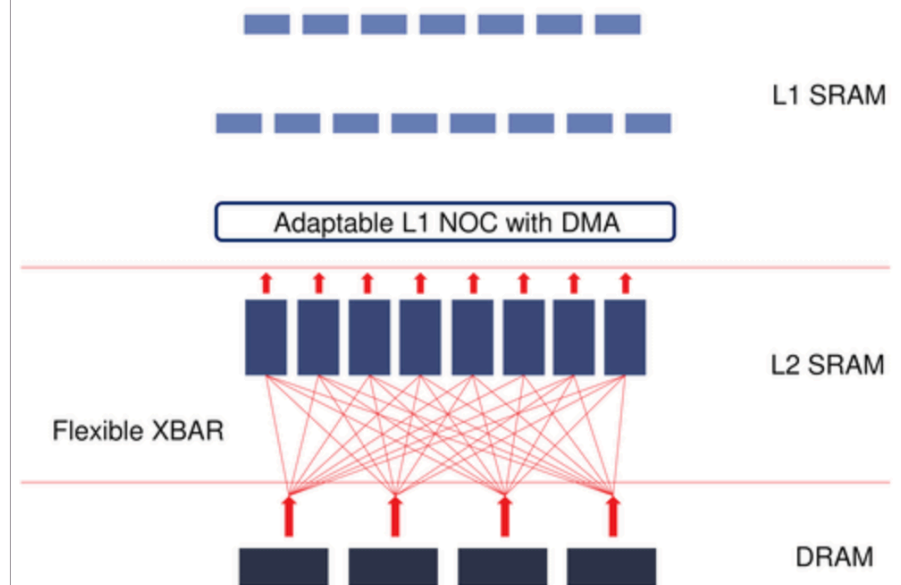 L1 SRAM
Adaptable L1 NOC with DMA
L2 SRAM
Flexible XBAR
DRAM